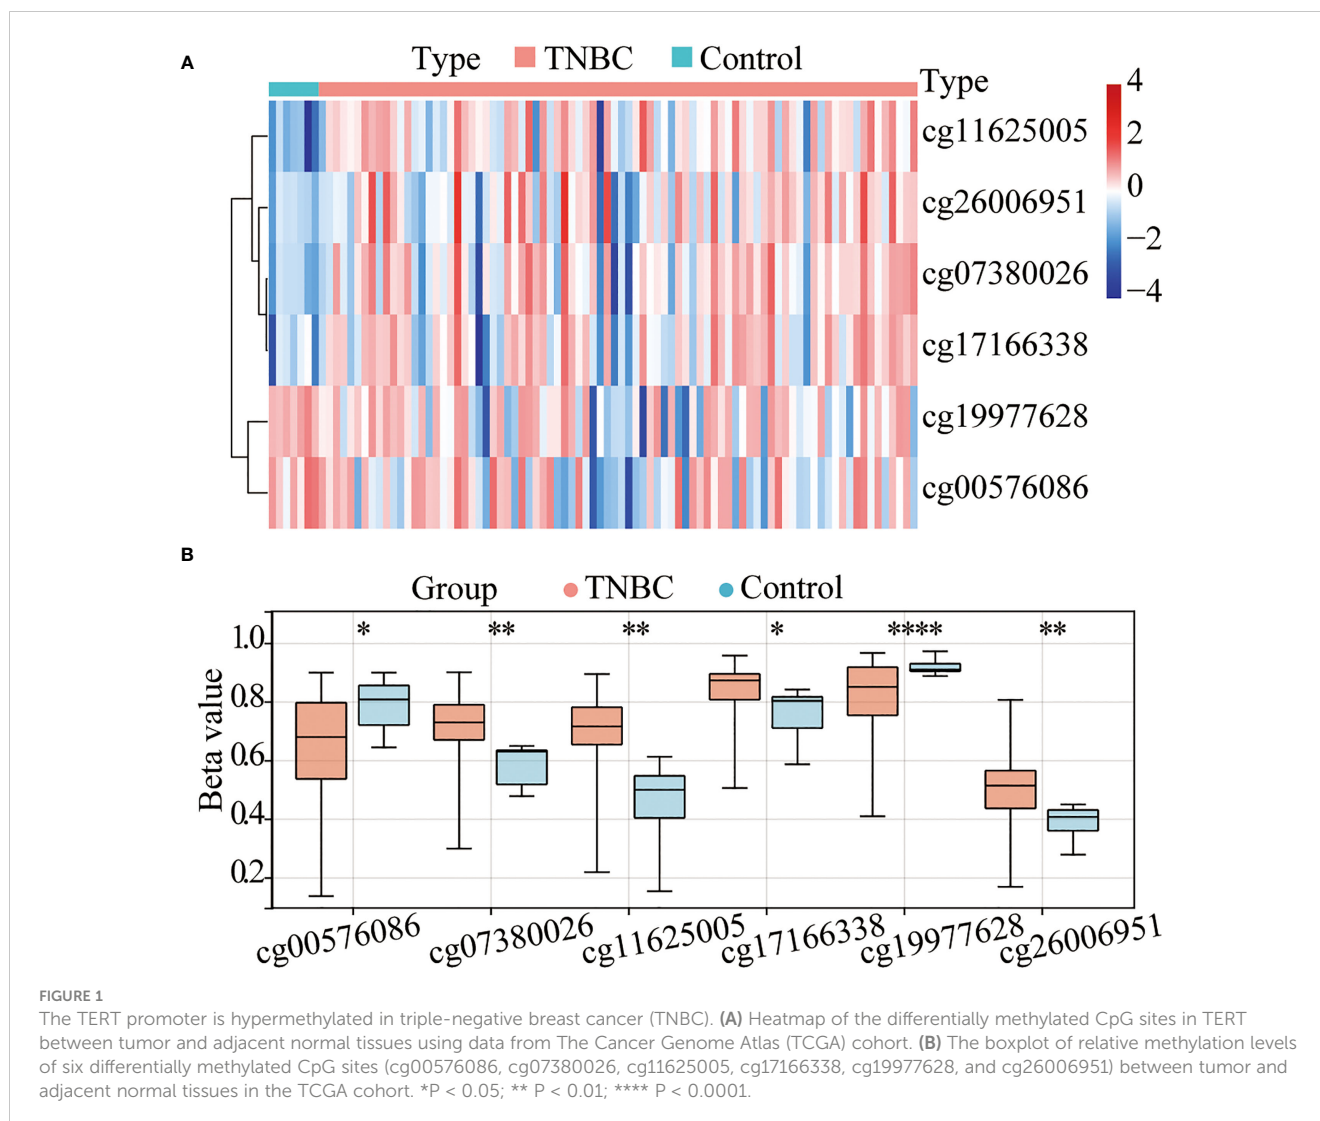 A
Type TNBC Control
Type
cg11625005
cg26006951
cg07380026
cg17166338
cg19977628
cg00576086
4
2
0
−2
−4
B
Group TNBC Control
* ** ** * **** **
Beta value
1.0
0.8
0.6
0.4
0.2
cg00576086 cg07380026 cg11625005 cg17166338 cg19977628 cg26006951
FIGURE 1
The TERT promoter is hypermethylated in triple-negative breast cancer (TNBC). (A) Heatmap of the differentially methylated CpG sites in TERT
between tumor and adjacent normal tissues using data from The Cancer Genome Atlas (TCGA) cohort. (B) The boxplot of relative methylation levels
of six differentially methylated CpG sites (cg00576086, cg07380026, cg11625005, cg17166338, cg19977628, and cg26006951) between tumor and
adjacent normal tissues in the TCGA cohort. *P < 0.05; ** P < 0.01; **** P < 0.0001.